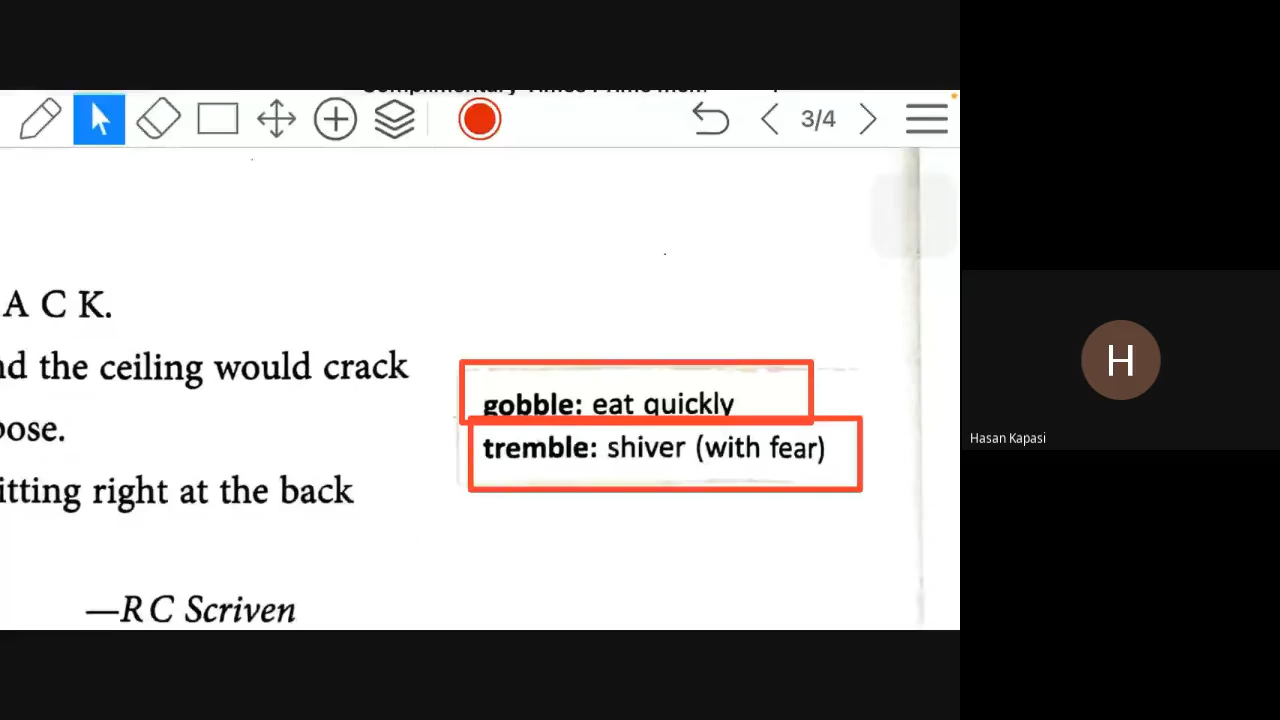 3/4
A C K.
nd the ceiling would crack
gobble: eat quickly
oose.
tremble: shiver (with fear)
itting right at the back
—R C Scriven
H
Hasan Kapasi